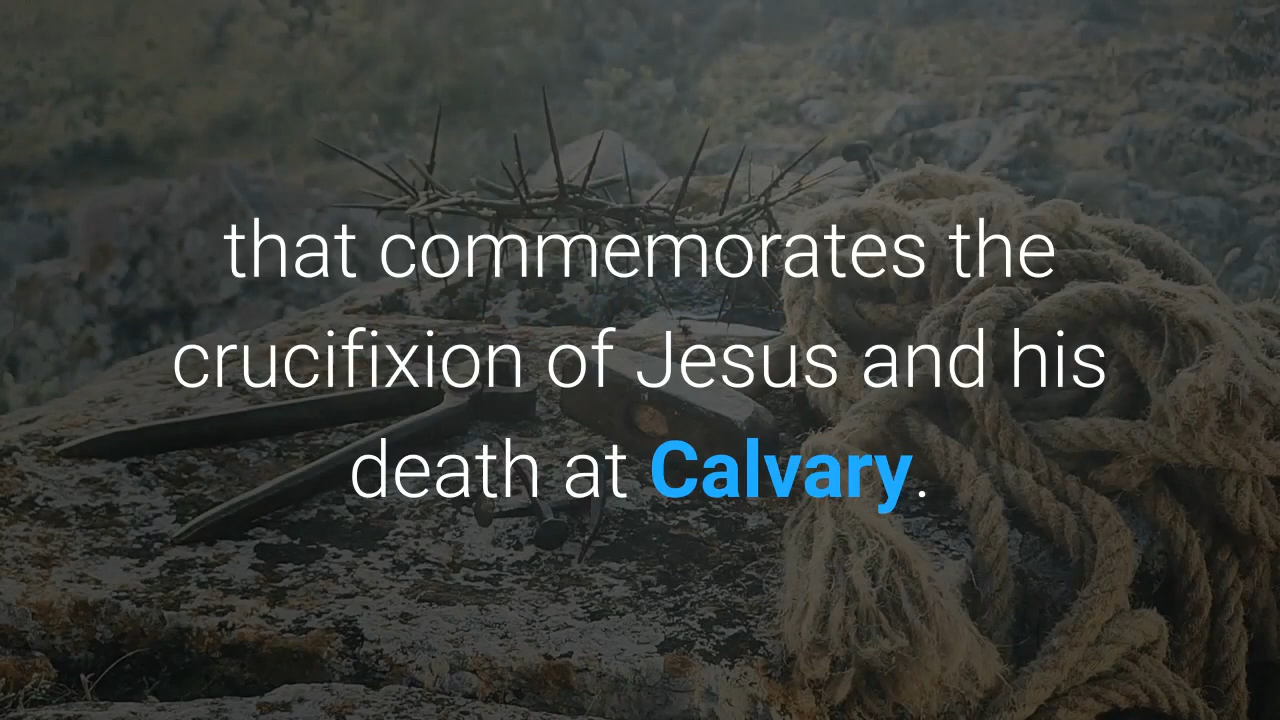 that commemorates the
crucifixion of Jesus and his
death at Calvary.